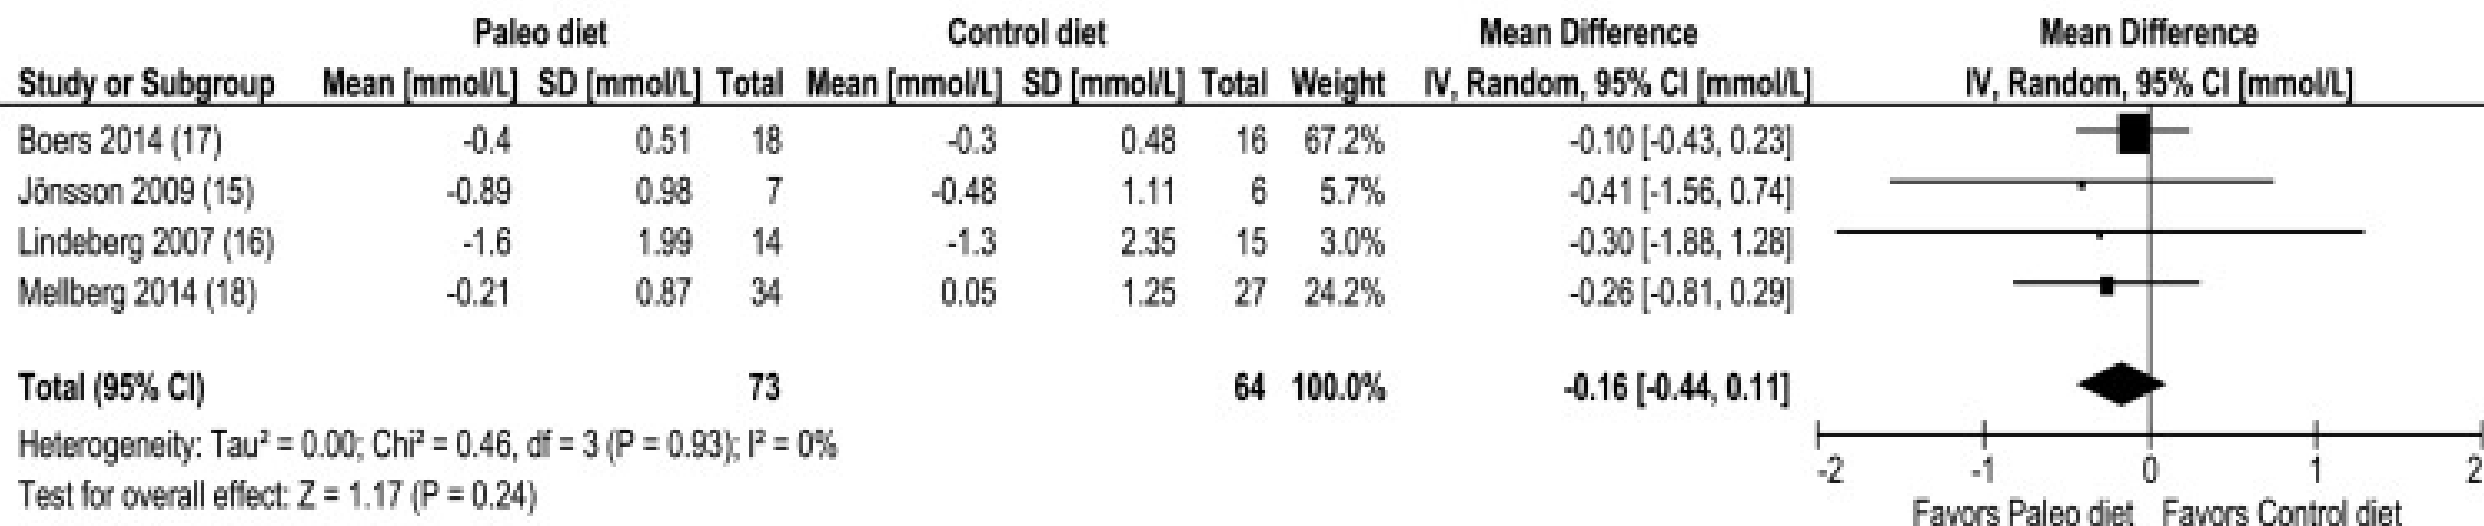 Paleo diet Control diet Mean Difference Mean Difference
Study or Subgroup Mean [mmol/L] SD [mmol/L] Total Mean [mmol/L] SD [mmol/L] Total Weight IV, Random, 95% CI [mmol/L] IV, Random, 95% CI [mmol/L]
Boers 2014 (17) -0.4 0.51 18 -0.3 0.48 16 67.2% -0.10 [-0.43, 0.23]
Jönsson 2009 (15) -0.89 0.98 7 -0.48 1.11 6 5.7% -0.41 [-1.56, 0.74]
Lindeberg 2007 (16) -1.6 1.99 14 -1.3 2.35 15 3.0% -0.30 [-1.88, 1.28]
Mellberg 2014 (18) -0.21 0.87 34 0.05 1.25 27 24.2% -0.26 [-0.81, 0.29]
Total (95% CI) 73 64 100.0% -0.16 [-0.44, 0.11]
Heterogeneity: Tau² = 0.00; Chi² = 0.46, df = 3 (P = 0.93); I² = 0%
Test for overall effect: Z = 1.17 (P = 0.24)
-2 -1 0 1 2
Favors Paleo diet Favors Control diet